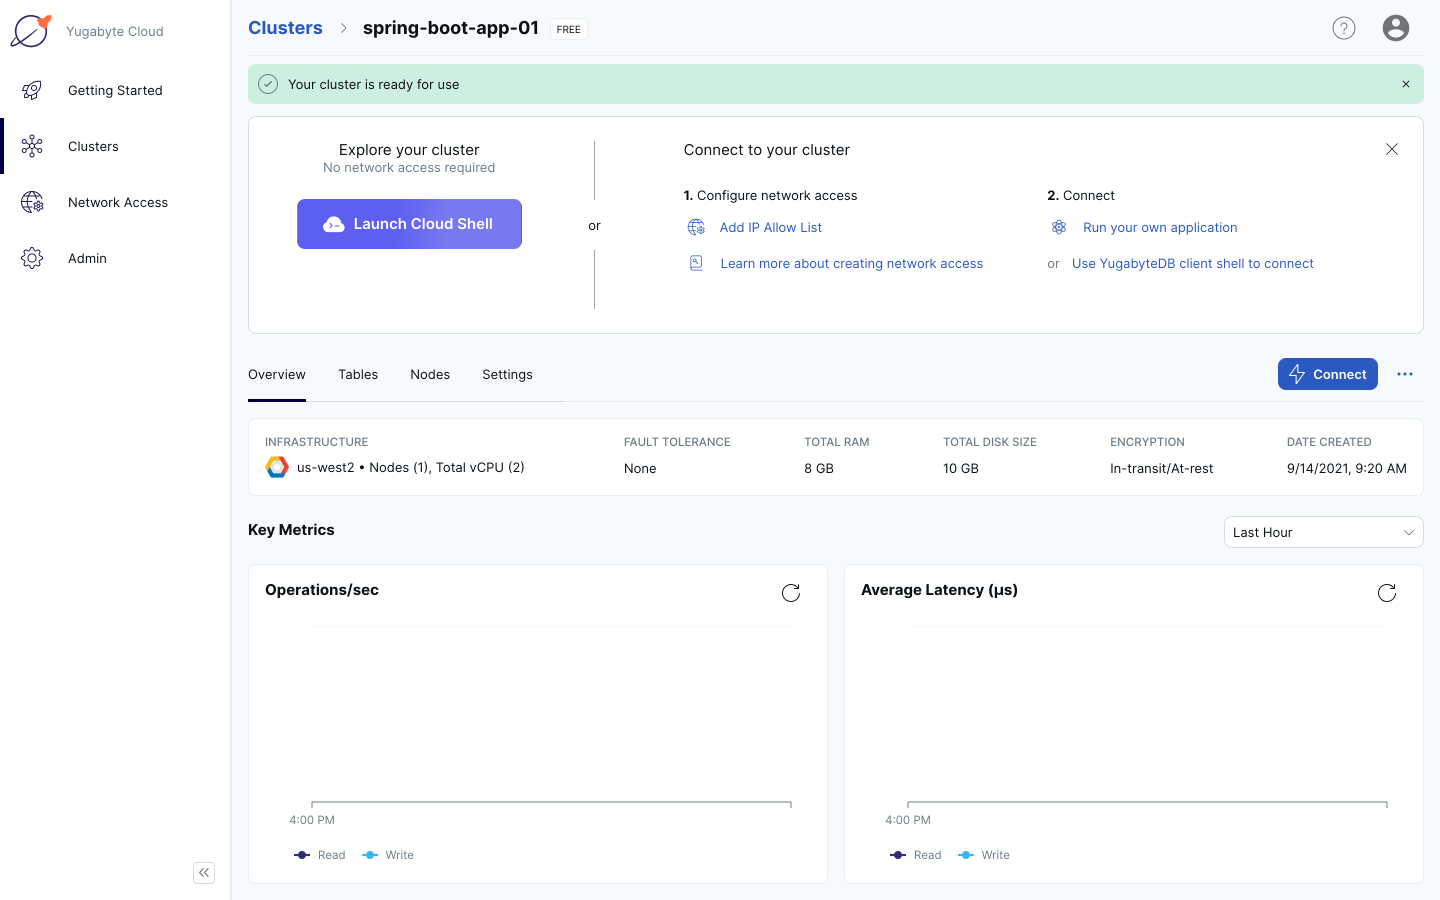 Yugabyte Cloud
Getting Started
Clusters
Network Access
Admin
Clusters > spring-boot-app-01 FREE
?
Your cluster is ready for use
Explore your cluster
No network access required
Launch Cloud Shell
or
Connect to your cluster
1. Configure network access
Add IP Allow List
Learn more about creating network access
2. Connect
Run your own application
or Use YugabyteDB client shell to connect
Overview Tables Nodes Settings
Connect
INFRASTRUCTURE FAULT TOLERANCE TOTAL RAM TOTAL DISK SIZE ENCRYPTION DATE CREATED
us-west2 • Nodes (1), Total vCPU (2) None 8 GB 10 GB In-transit/At-rest 9/14/2021, 9:20 AM
Key Metrics
Last Hour
Operations/sec
4:00 PM
Read Write
Average Latency (µs)
4:00 PM
Read Write